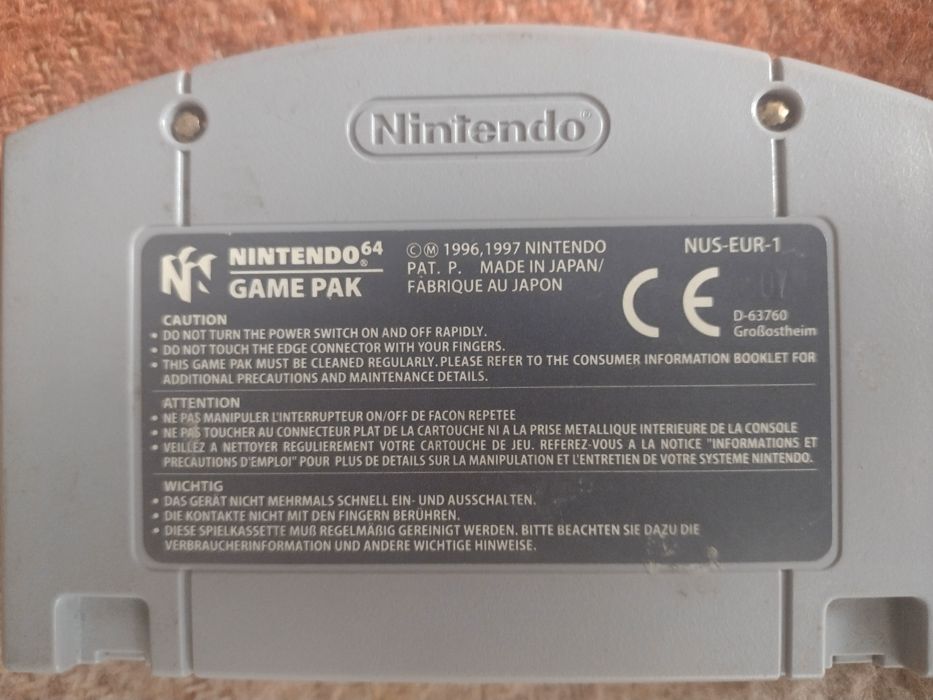 Nintendo®
NINTENDO 64®
GAME PAK
©Ⓜ 1996,1997 NINTENDO
PAT. P. MADE IN JAPAN/
FABRIQUE AU JAPON
NUS-EUR-1
07
CE
D-63760
Großostheim
CAUTION
• DO NOT TURN THE POWER SWITCH ON AND OFF RAPIDLY.
• DO NOT TOUCH THE EDGE CONNECTOR WITH YOUR FINGERS.
• THIS GAME PAK MUST BE CLEANED REGULARLY. PLEASE REFER TO THE CONSUMER INFORMATION BOOKLET FOR
ADDITIONAL PRECAUTIONS AND MAINTENANCE DETAILS.
ATTENTION
• NE PAS MANIPULER L'INTERRUPTEUR ON/OFF DE FACON REPETEE
• NE PAS TOUCHER AU CONNECTEUR PLAT DE LA CARTOUCHE NI A LA PRISE METALLIQUE INTERIEURE DE LA CONSOLE
• VEILLEZ A NETTOYER REGULIEREMENT VOTRE CARTOUCHE DE JEU. REFEREZ-VOUS A LA NOTICE "INFORMATIONS ET
PRECAUTIONS D'EMPLOI" POUR PLUS DE DETAILS SUR LA MANIPULATION ET L'ENTRETIEN DE VOTRE SYSTEME NINTENDO.
WICHTIG
• DAS GERÄT NICHT MEHRMALS SCHNELL EIN- UND AUSSCHALTEN.
• DIE KONTAKTE NICHT MIT DEN FINGERN BERÜHREN.
• DIESE SPIELKASSETTE MUß REGELMÄßIG GEREINIGT WERDEN. BITTE BEACHTEN SIE DAZU DIE
VERBRAUCHERINFORMATION UND ANDERE WICHTIGE HINWEISE.